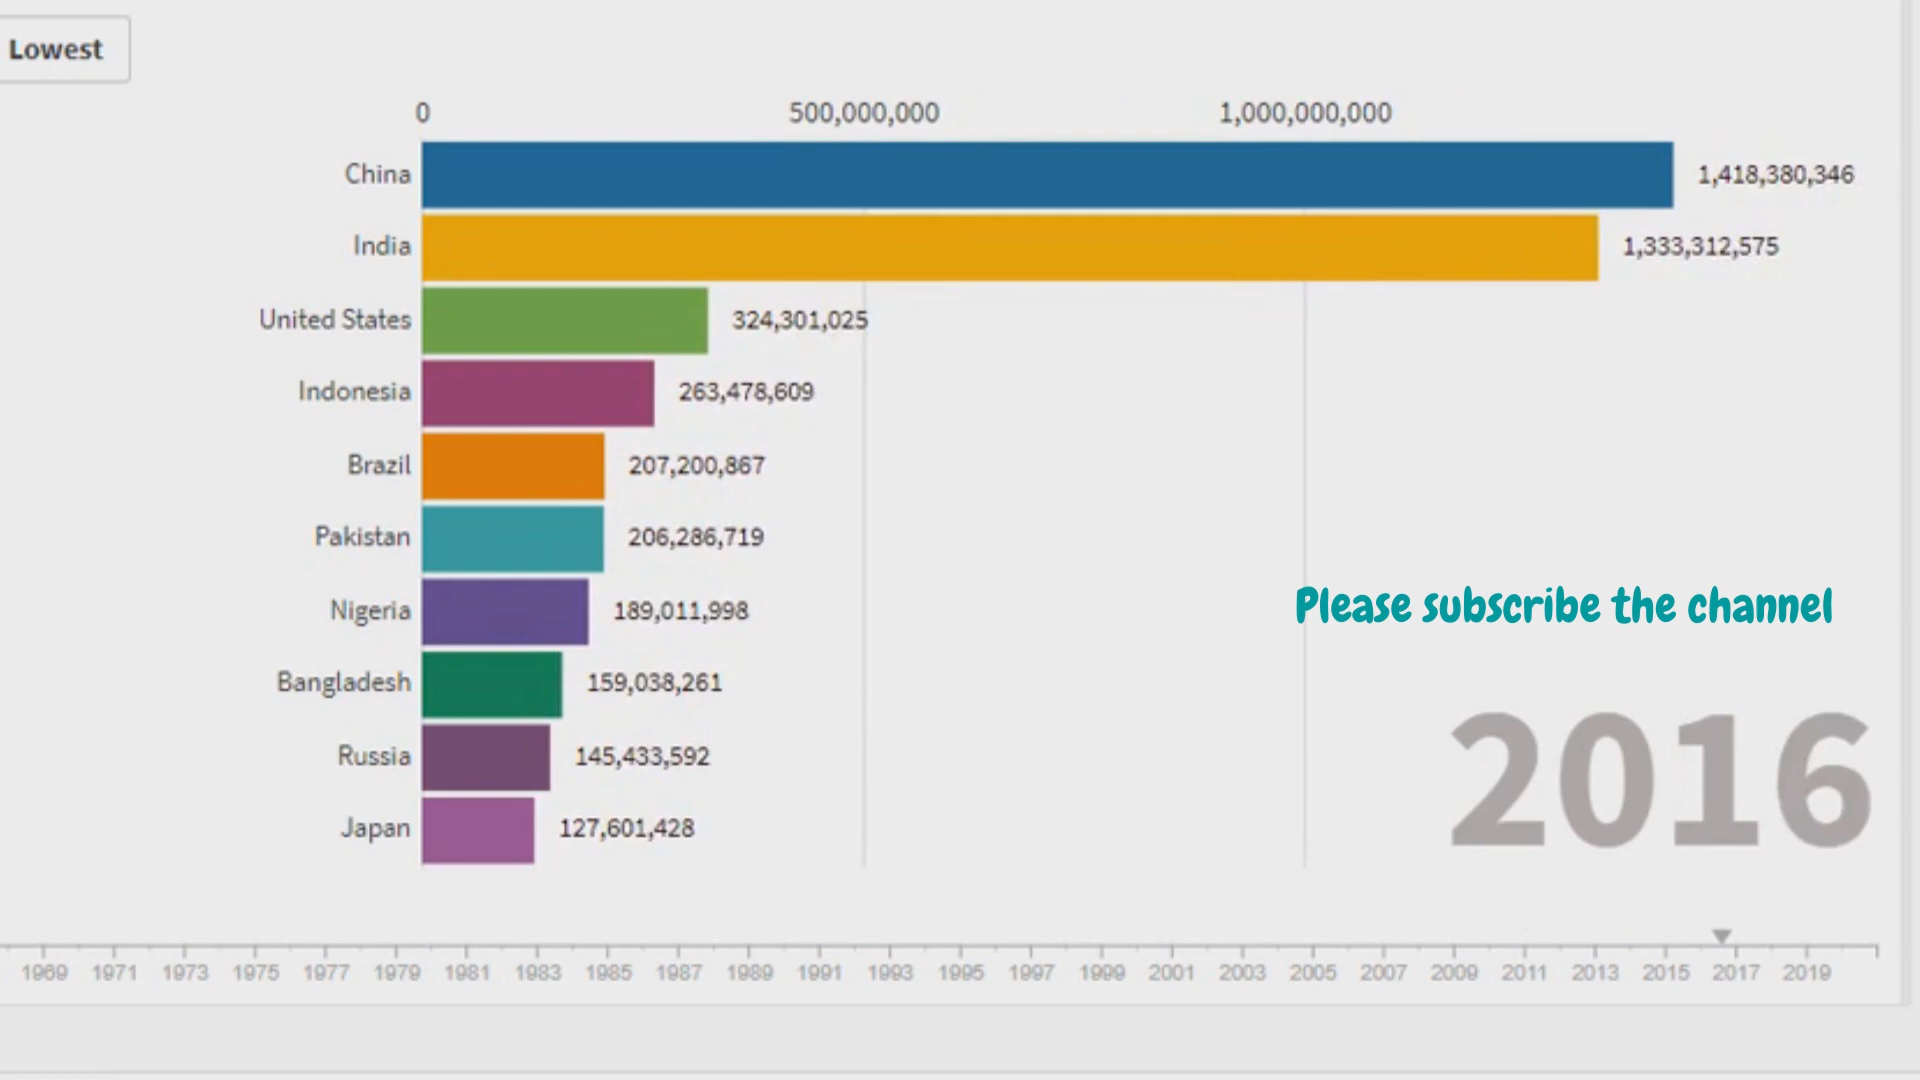 Lowest
0 500,000,000 1,000,000,000
China 1,418,380,346
India 1,333,312,575
United States 324,301,025
Indonesia 263,478,609
Brazil 207,200,867
Pakistan 206,286,719
Nigeria 189,011,998
Please subscribe the channel
Bangladesh 159,038,261
Russia 145,433,592
2016
Japan 127,601,428
1969 1971 1973 1975 1977 1979 1981 1983 1985 1987 1989 1991 1993 1995 1997 1999 2001 2003 2005 2007 2009 2011 2013 2015 2017 2019